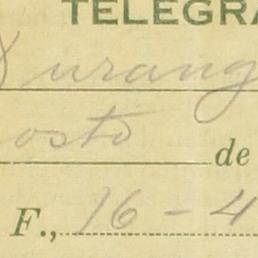 TELEGRA
Durang
osto
de
F., 16-4